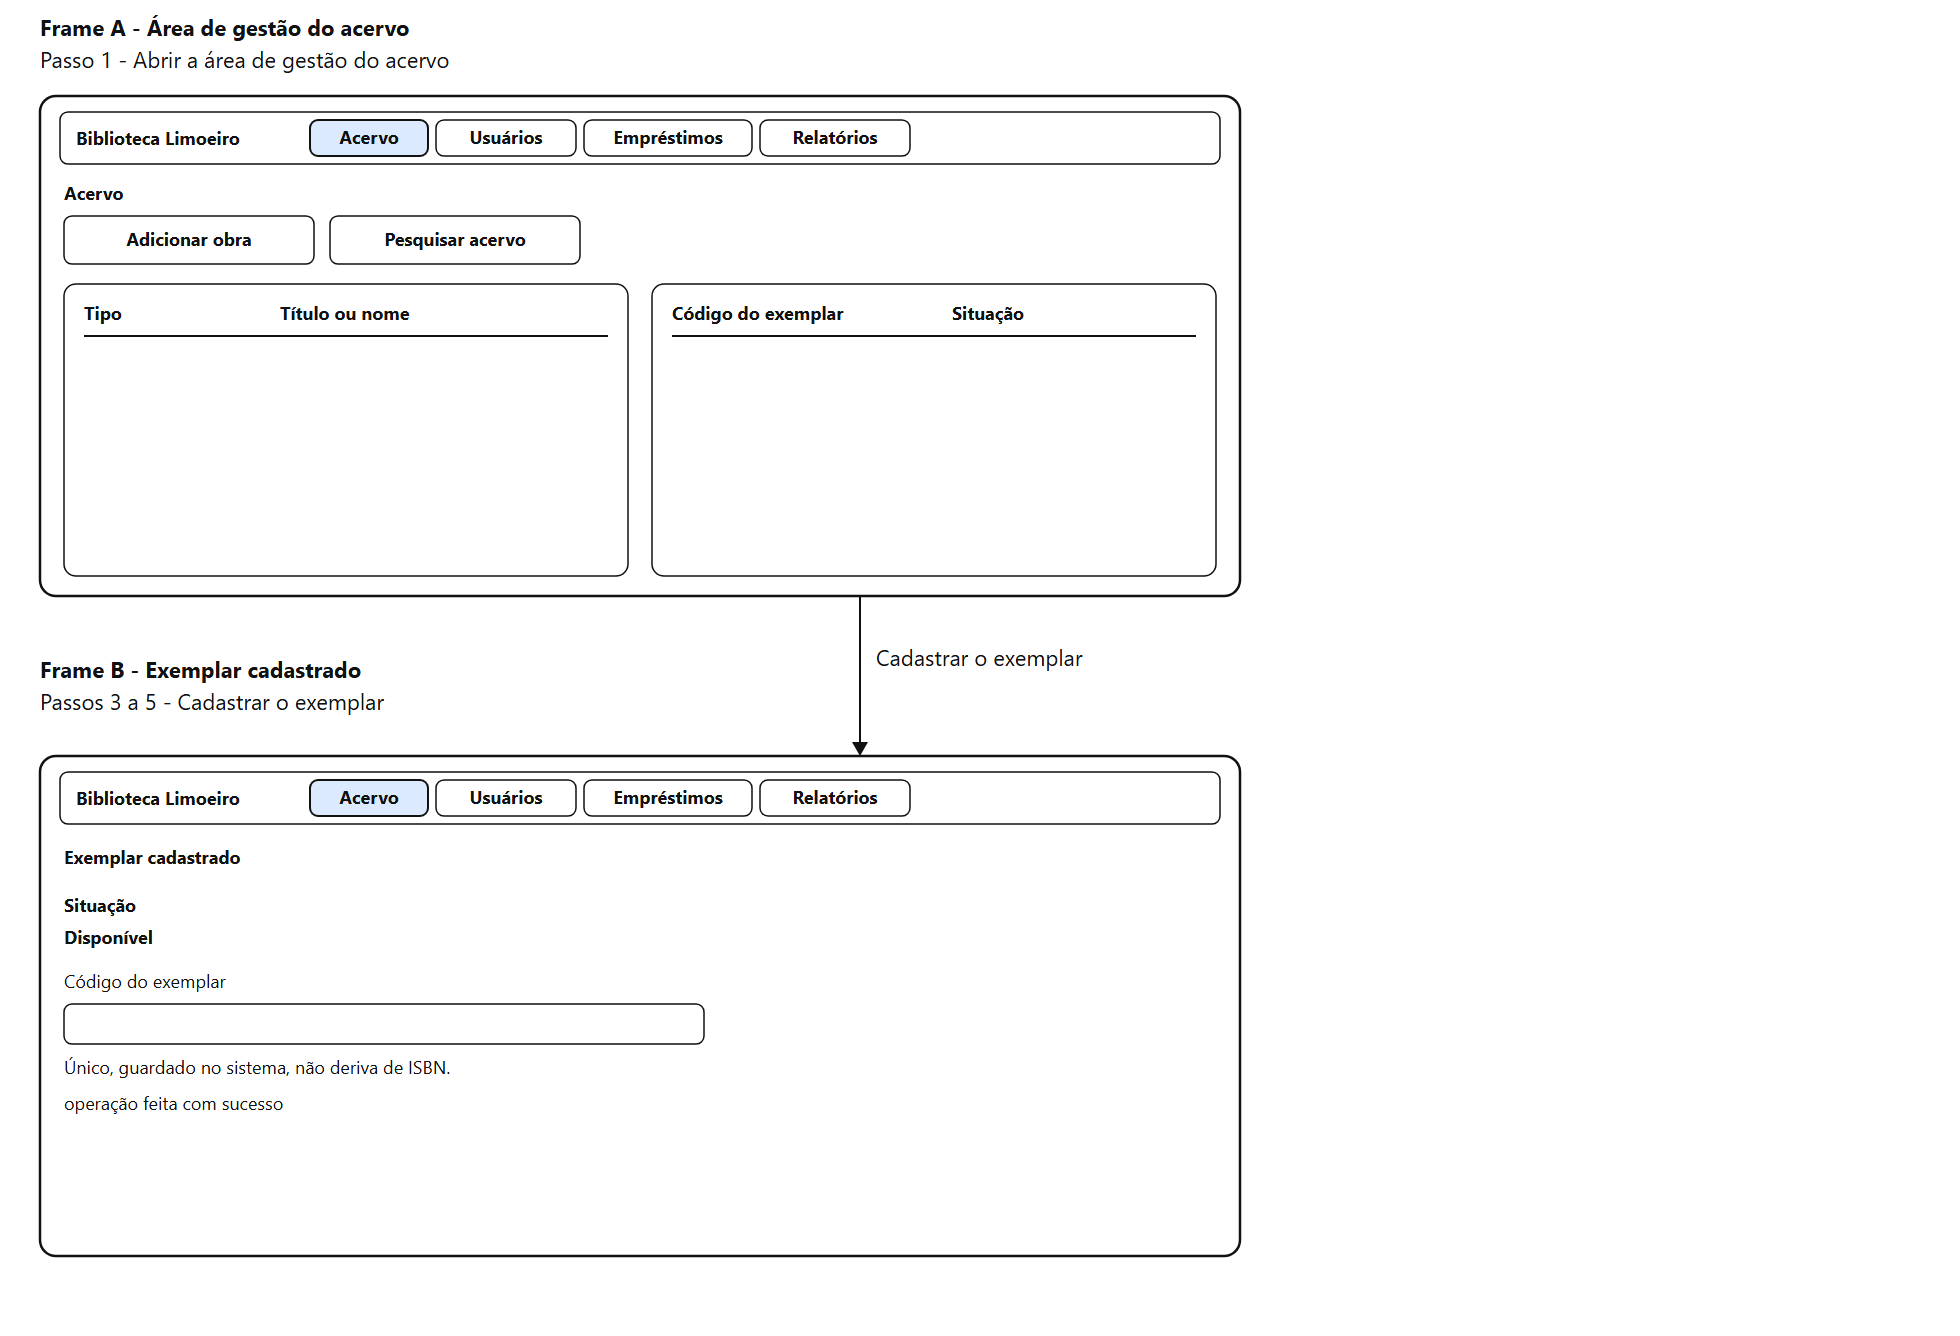 Frame A - Área de gestão do acervo
Passo 1 - Abrir a área de gestão do acervo
Biblioteca Limoeiro Acervo Usuários Empréstimos Relatórios
Acervo
Adicionar obra Pesquisar acervo
Tipo Título ou nome Código do exemplar Situação
Cadastrar o exemplar
Frame B - Exemplar cadastrado
Passos 3 a 5 - Cadastrar o exemplar
Biblioteca Limoeiro Acervo Usuários Empréstimos Relatórios
Exemplar cadastrado
Situação
Disponível
Código do exemplar
Único, guardado no sistema, não deriva de ISBN.
operação feita com sucesso